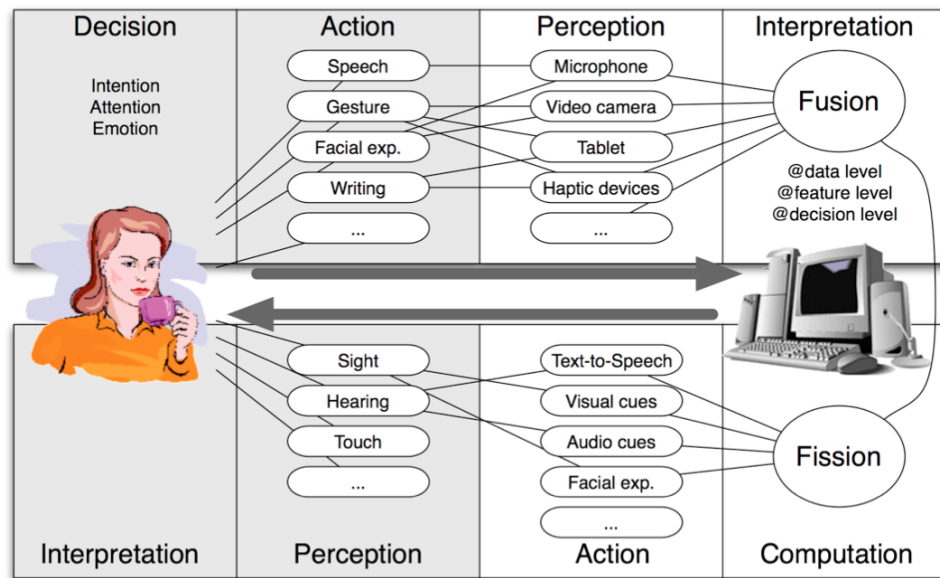 Decision
Action
Perception
Interpretation
Intention
Attention
Emotion
Speech
Gesture
Facial exp.
Writing
...
Microphone
Video camera
Tablet
Haptic devices
...
Fusion
@data level
@feature level
@decision level
Sight
Hearing
Touch
...
Text-to-Speech
Visual cues
Audio cues
Facial exp.
...
Fission
Interpretation
Perception
Action
Computation